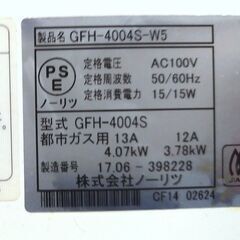 製品名 GFH-4004S-W5
PS
E
ノーリツ
定格電圧 AC100V
定格周波数 50/60Hz
定格消費電力 15/15W
型式 GFH-4004S
都市ガス用 13A 12A
4.07kW 3.78kW
製造番号 17.06-398228
株式会社ノーリツ
CF14 02624